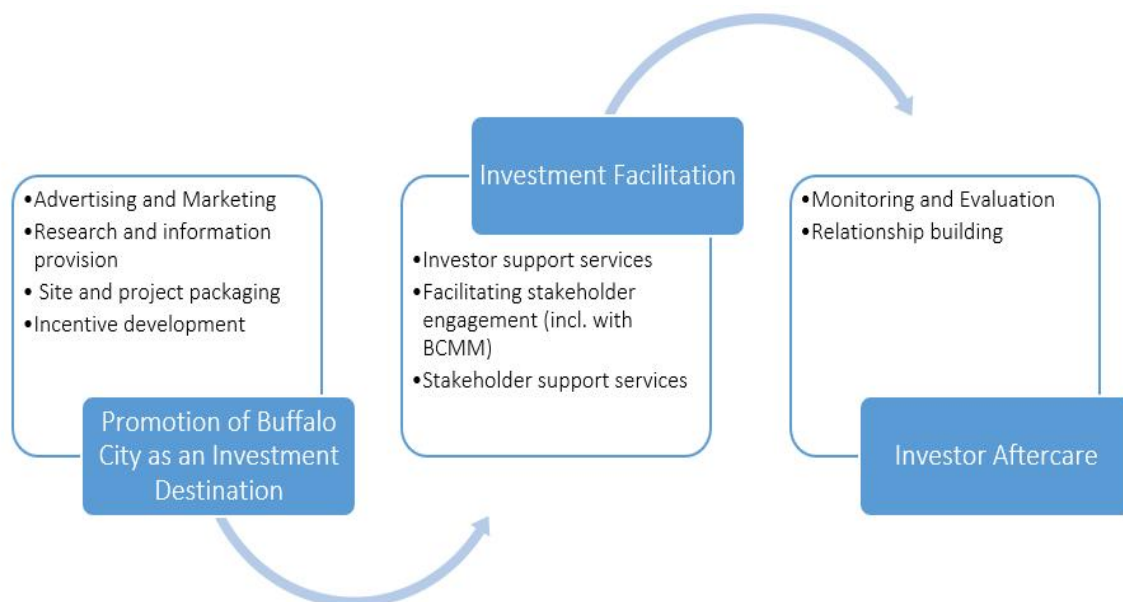 •Advertising and Marketing
•Research and information
provision
• Site and project packaging
•Incentive development
Promotion of Buffalo
City as an Investment
Destination
Investment Facilitation
•Investor support services
•Facilitating stakeholder
engagement (incl. with
BCMM)
•Stakeholder support services
•Monitoring and Evaluation
•Relationship building
Investor Aftercare